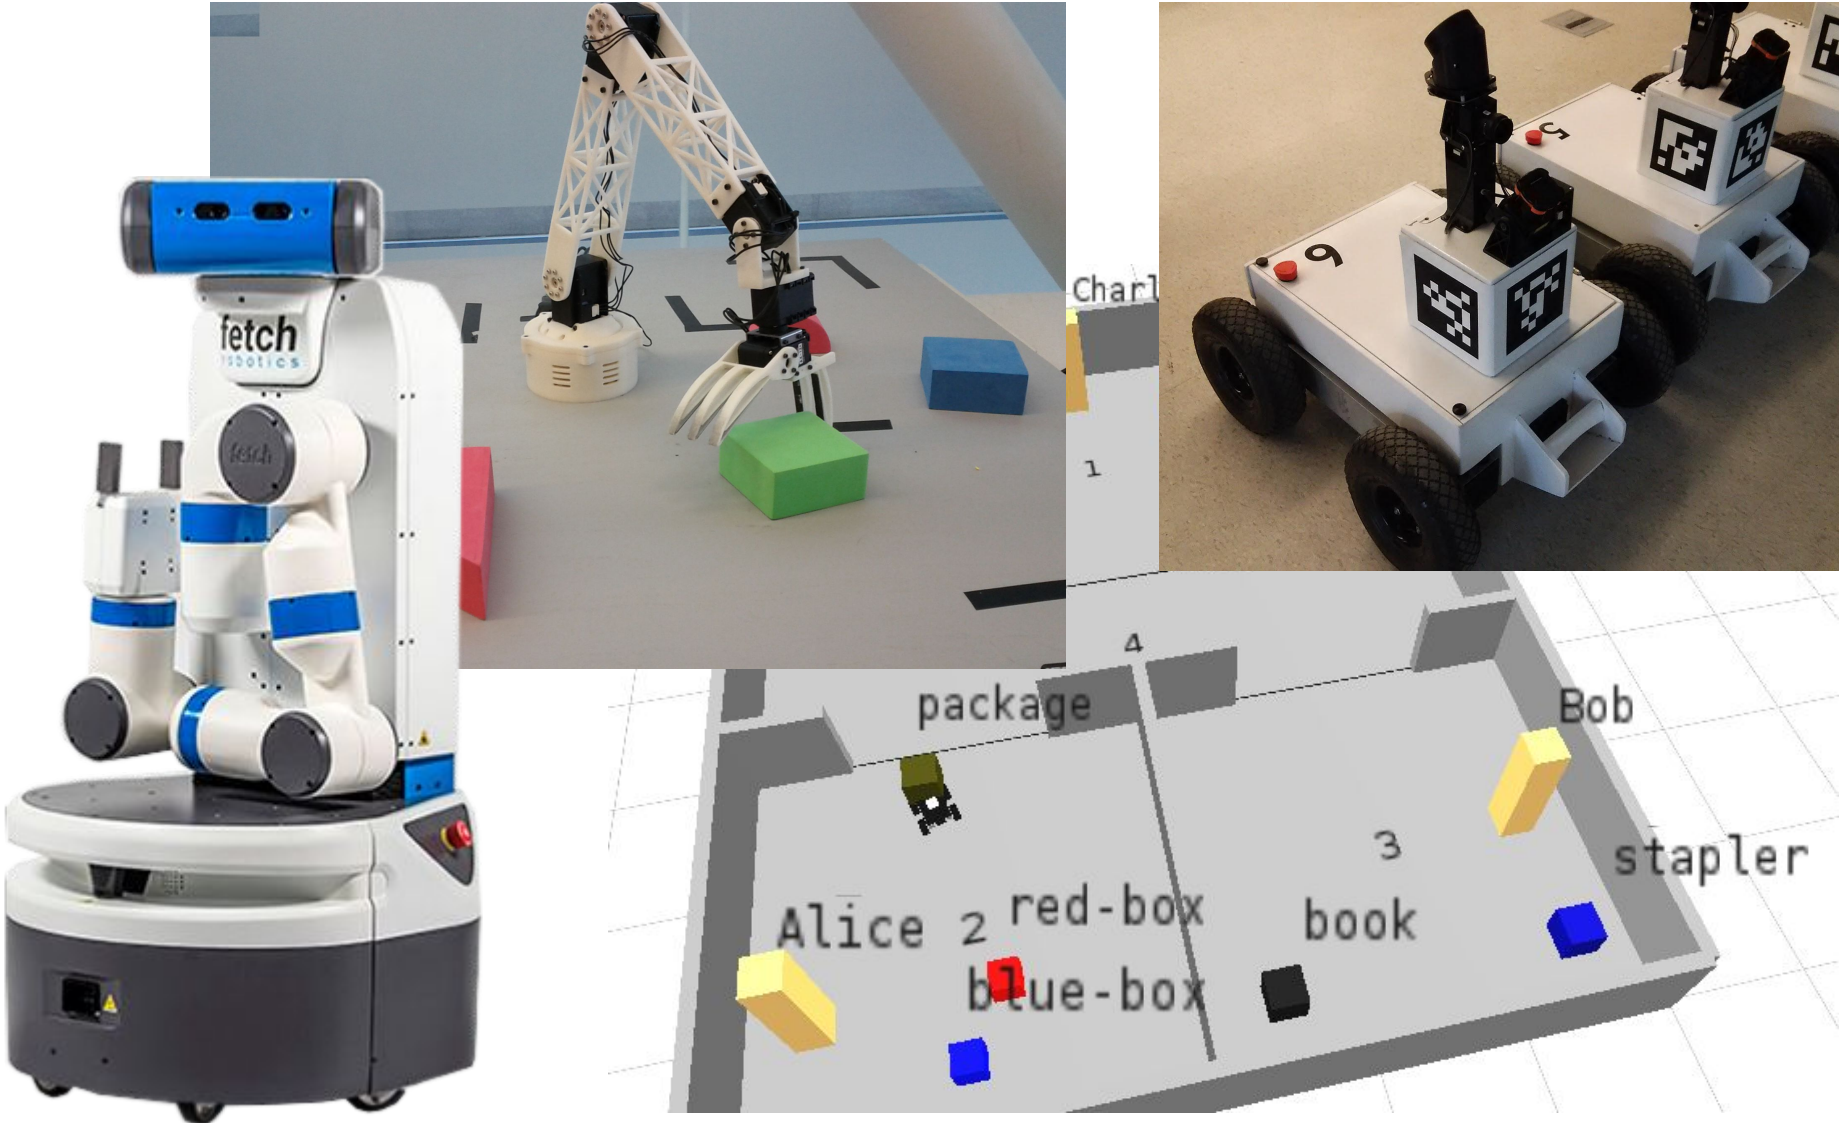 fetch
robotics
fetch
5
6
Charl
1
4
package
Bob
3
stapler
Alice
2
red-box
book
blue-box